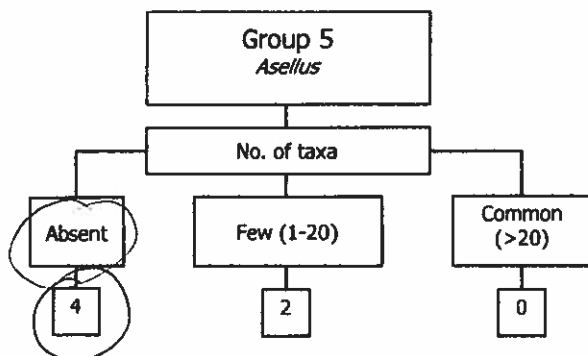 Group 5
Asellus
No. of taxa
Absent
Few (1-20)
Common
(>20)
4
2
0